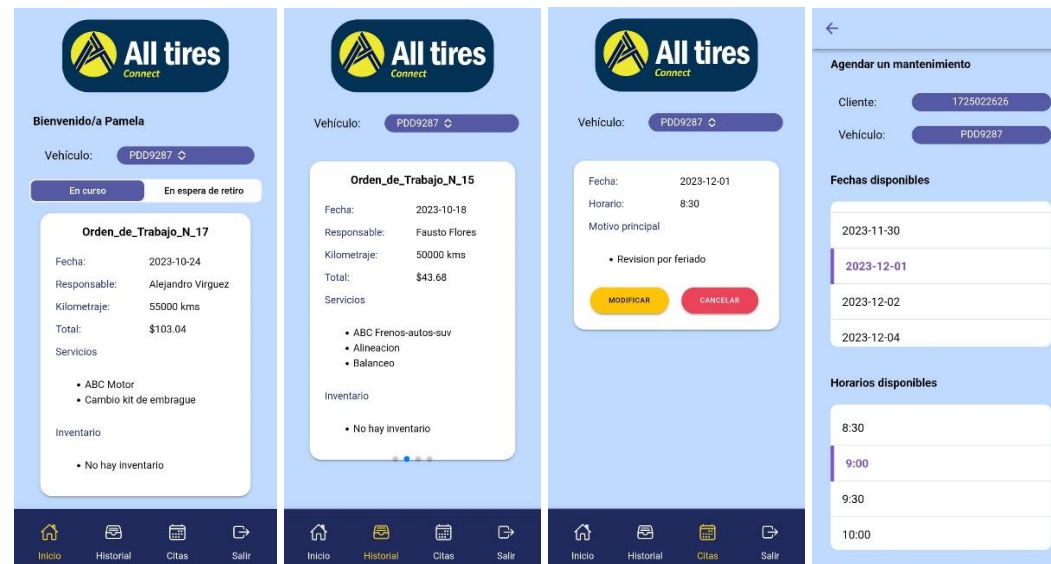 All tires
Connect
Bienvenido/a Pamela
Vehículo: PDD9287
En curso En espera de retiro
Orden_de_Trabajo_N_17
Fecha: 2023-10-24
Responsable: Alejandro Virguez
Kilometraje: 55000 kms
Total: $103.04
Servicios
• ABC Motor
• Cambio kit de embrague
Inventario
• No hay inventario
Inicio Historial Citas Salir
All tires
Connect
Vehículo: PDD9287
Orden_de_Trabajo_N_15
Fecha: 2023-10-18
Responsable: Fausto Flores
Kilometraje: 50000 kms
Total: $43.68
Servicios
• ABC Frenos-autos-suv
• Alineacion
• Balanceo
Inventario
• No hay inventario
Inicio Historial Citas Salir
All tires
Connect
Vehículo: PDD9287
Fecha: 2023-12-01
Horario: 8:30
Motivo principal
• Revision por feriado
MODIFICAR CANCELAR
Inicio Historial Citas Salir
Agendar un mantenimiento
Cliente: 1725022626
Vehículo: PDD9287
Fechas disponibles
2023-11-30
2023-12-01
2023-12-02
2023-12-04
Horarios disponibles
8:30
9:00
9:30
10:00